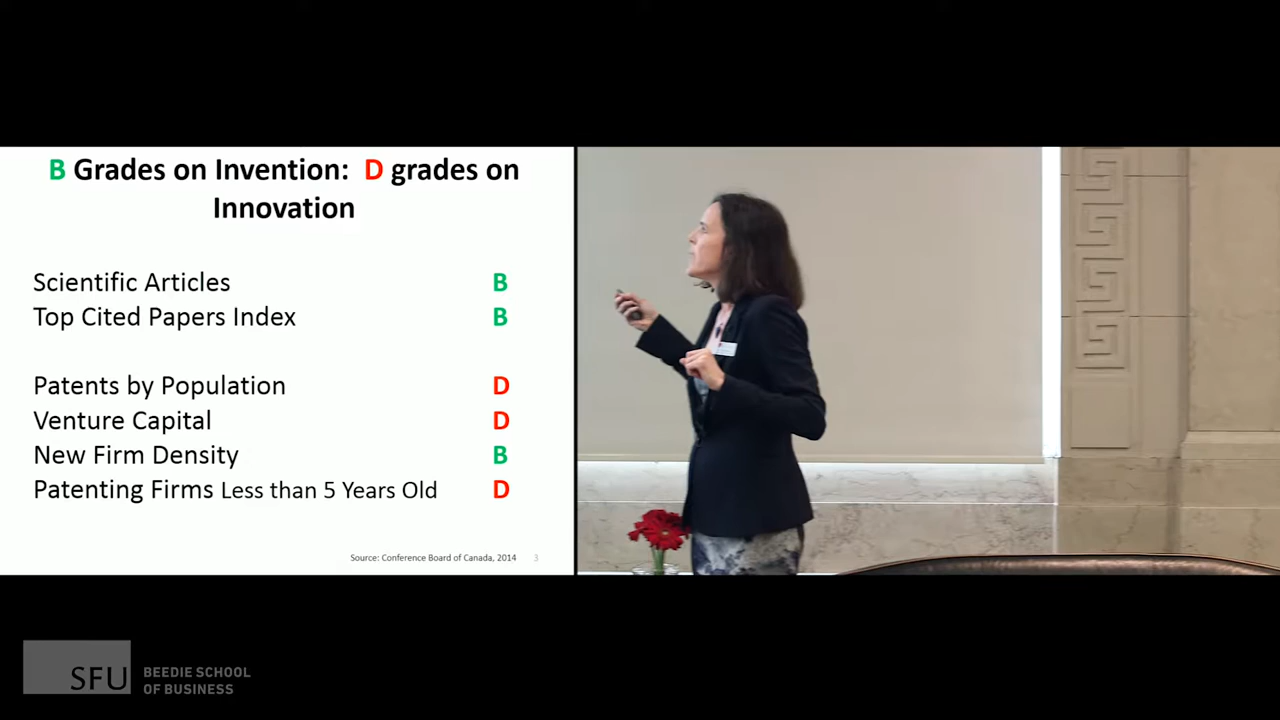 B Grades on Invention: D grades on
Innovation
Scientific Articles B
Top Cited Papers Index B
Patents by Population D
Venture Capital D
New Firm Density B
Patenting Firms Less than 5 Years Old D
Source: Conference Board of Canada, 2014 3
SFU BEEDIE SCHOOL
OF BUSINESS